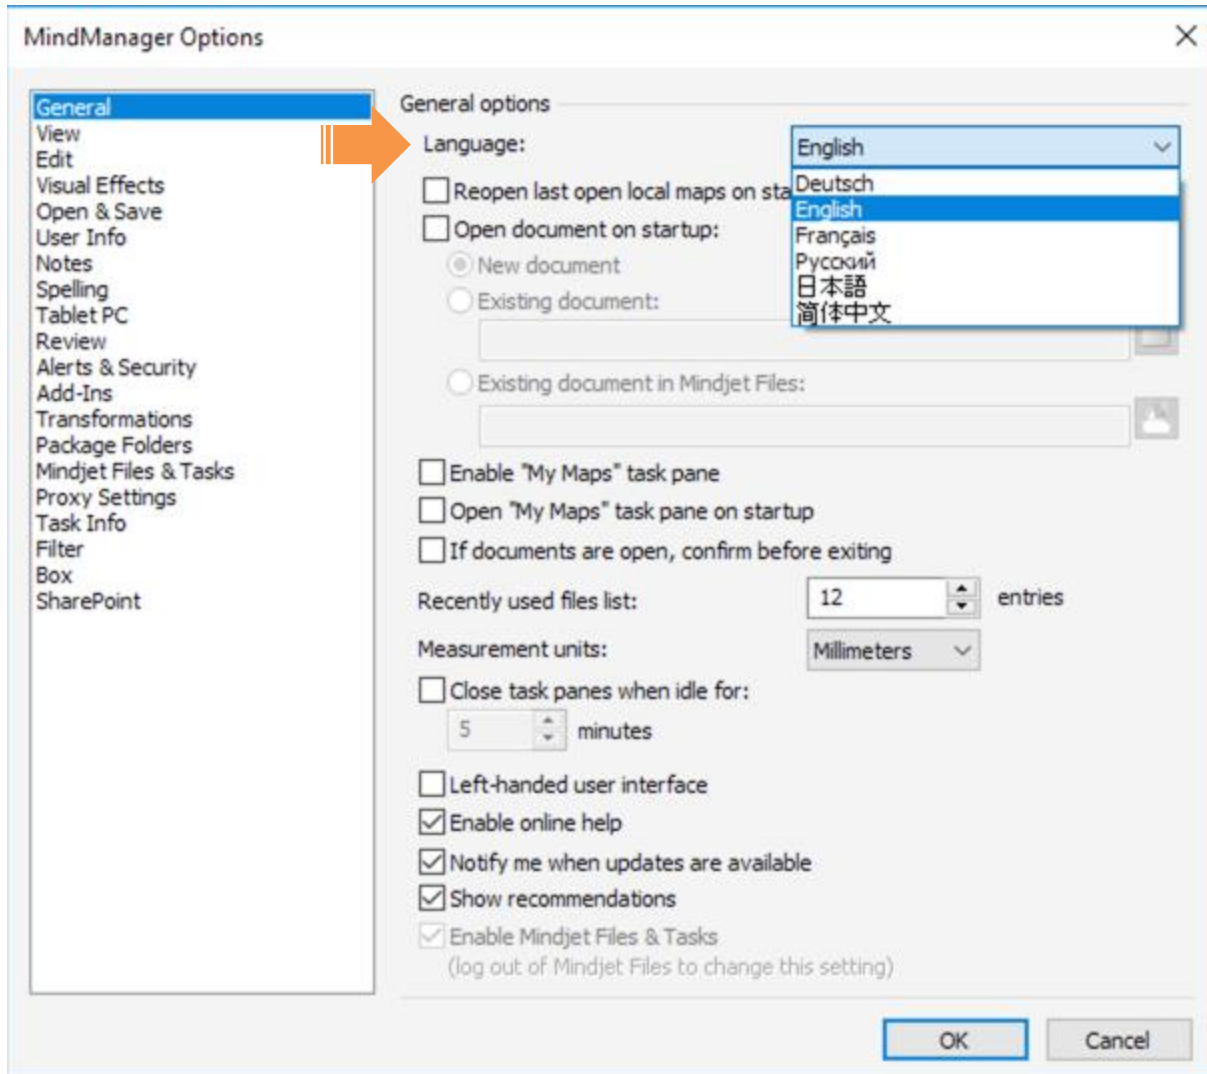 MindManager Options
General
View
Edit
Visual Effects
Open & Save
User Info
Notes
Spelling
Tablet PC
Review
Alerts & Security
Add-Ins
Transformations
Package Folders
Mindjet Files & Tasks
Proxy Settings
Task Info
Filter
Box
SharePoint
General options
Language:
English
Deutsch
English
Français
Русский
日本語
简体中文
Reopen last open local maps on sta
Open document on startup:
New document
Existing document:
Existing document in Mindjet Files:
Enable "My Maps" task pane
Open "My Maps" task pane on startup
If documents are open, confirm before exiting
Recently used files list: 12 entries
Measurement units: Millimeters
Close task panes when idle for:
5 minutes
Left-handed user interface
Enable online help
Notify me when updates are available
Show recommendations
Enable Mindjet Files & Tasks
(log out of Mindjet Files to change this setting)
OK Cancel